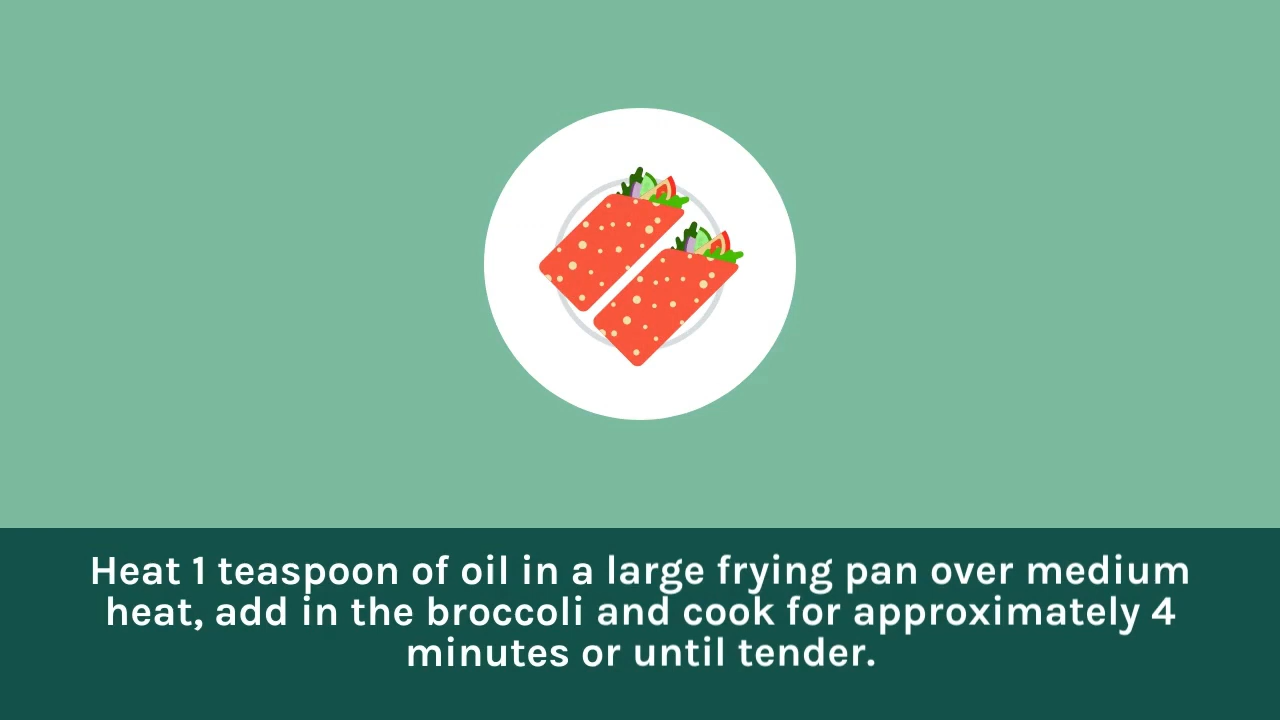 Heat 1 teaspoon of oil in a large frying pan over medium
heat, add in the broccoli and cook for approximately 4
minutes or until tender.